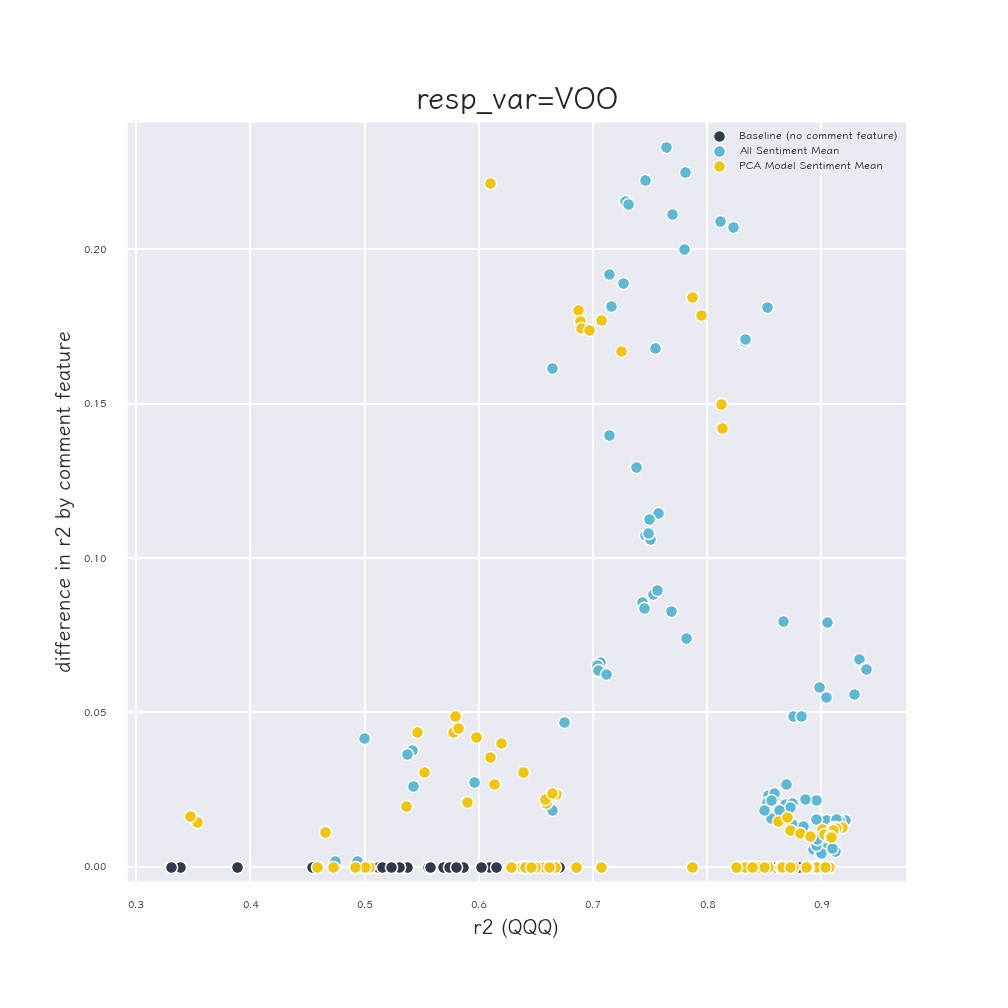 resp_var=VOO
Baseline (no comment feature)
All Sentiment Mean
PCA Model Sentiment Mean
difference in r2 by comment feature
0.20
0.15
0.10
0.05
0.00
0.3 0.4 0.5 0.6 0.7 0.8 0.9
r2 (QQQ)